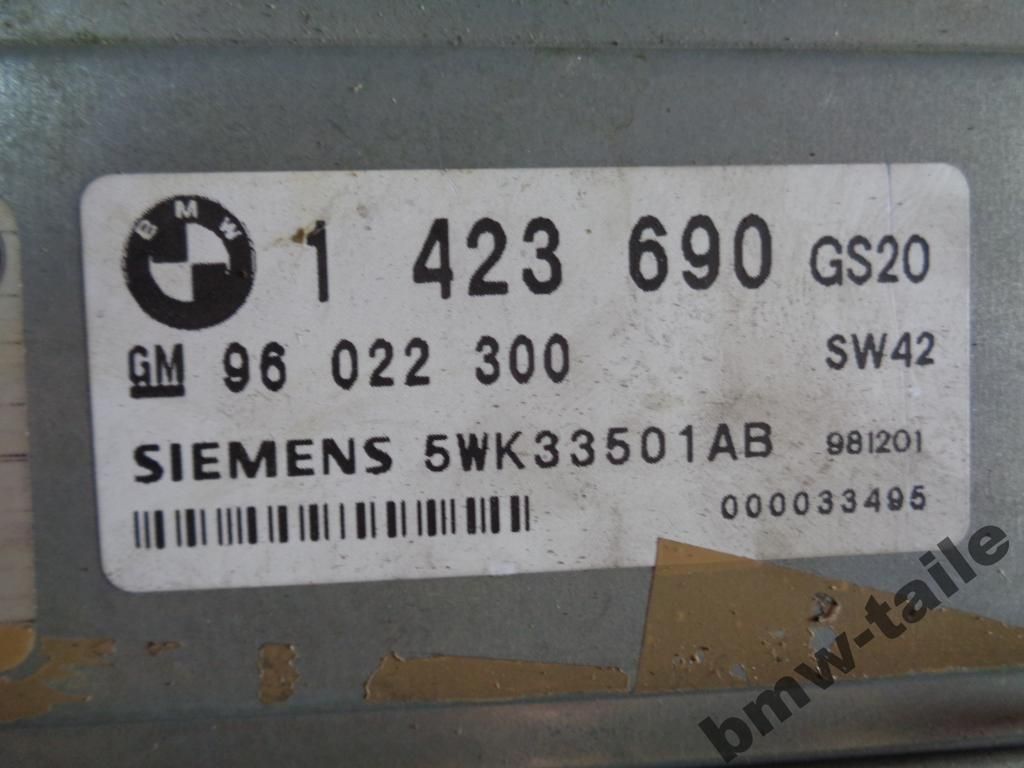 BMW 1 423 690 GS20
GM 96 022 300 SW42
SIEMENS 5WK33501AB 981201
000033495
bmw-taile